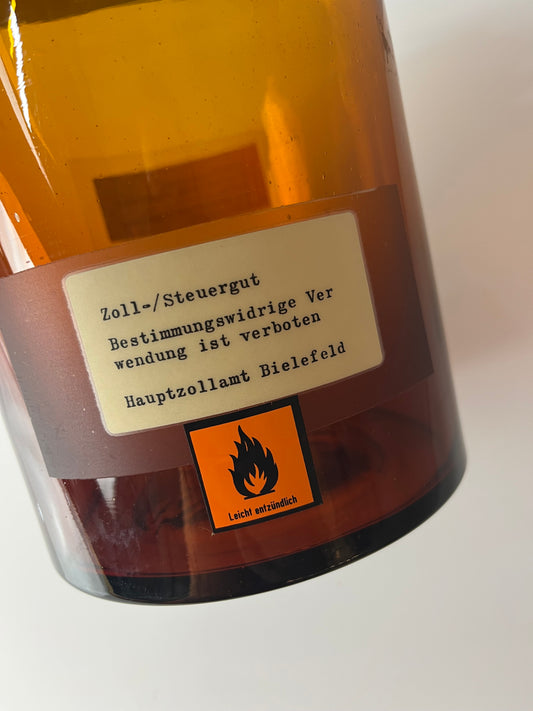 Zoll-/Steuergut
Bestimmungswidrige Ver
wendung ist verboten
Hauptzollamt Bielefeld
Leicht entzündlich